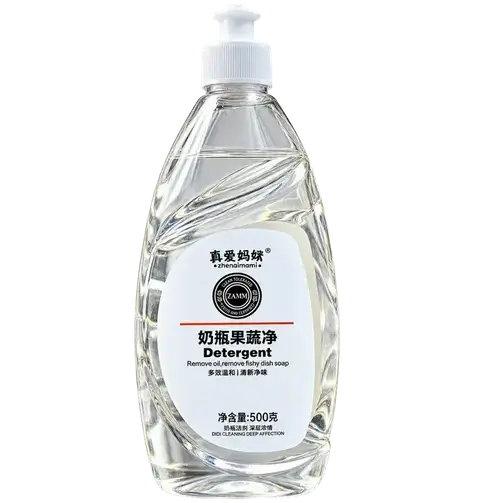 真爱妈咪®
•zhenaimami•
ZAMM
奶瓶果蔬净
Detergent
Remove oil,remove fishy dish soap
多效温和 | 清新净味
净含量:500克
奶瓶洁剂 深层浓情
DIDI CLEANING DEEP AFFECTION